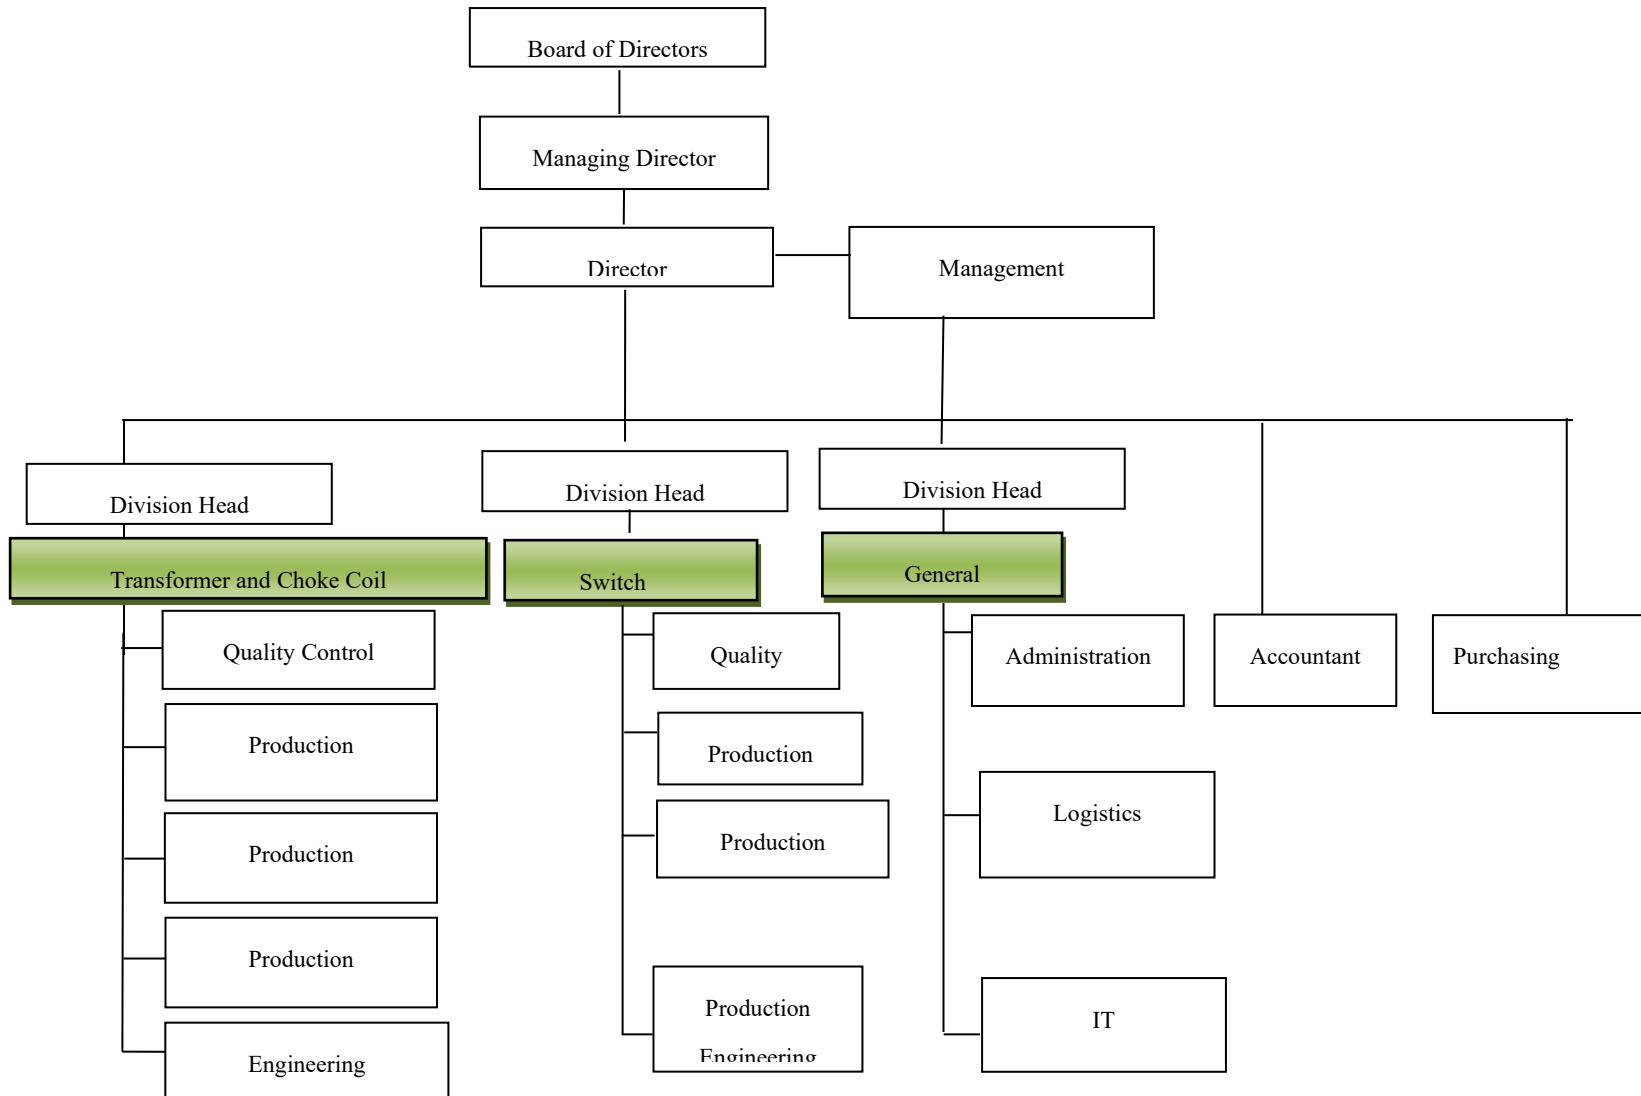 Board of Directors
Managing Director
Director
Management
Division Head
Division Head
Division Head
Transformer and Choke Coil
Switch
General
Quality Control
Production
Production
Production
Engineering
Quality
Production
Production
Production
Engineering
Administration
Logistics
IT
Accountant
Purchasing